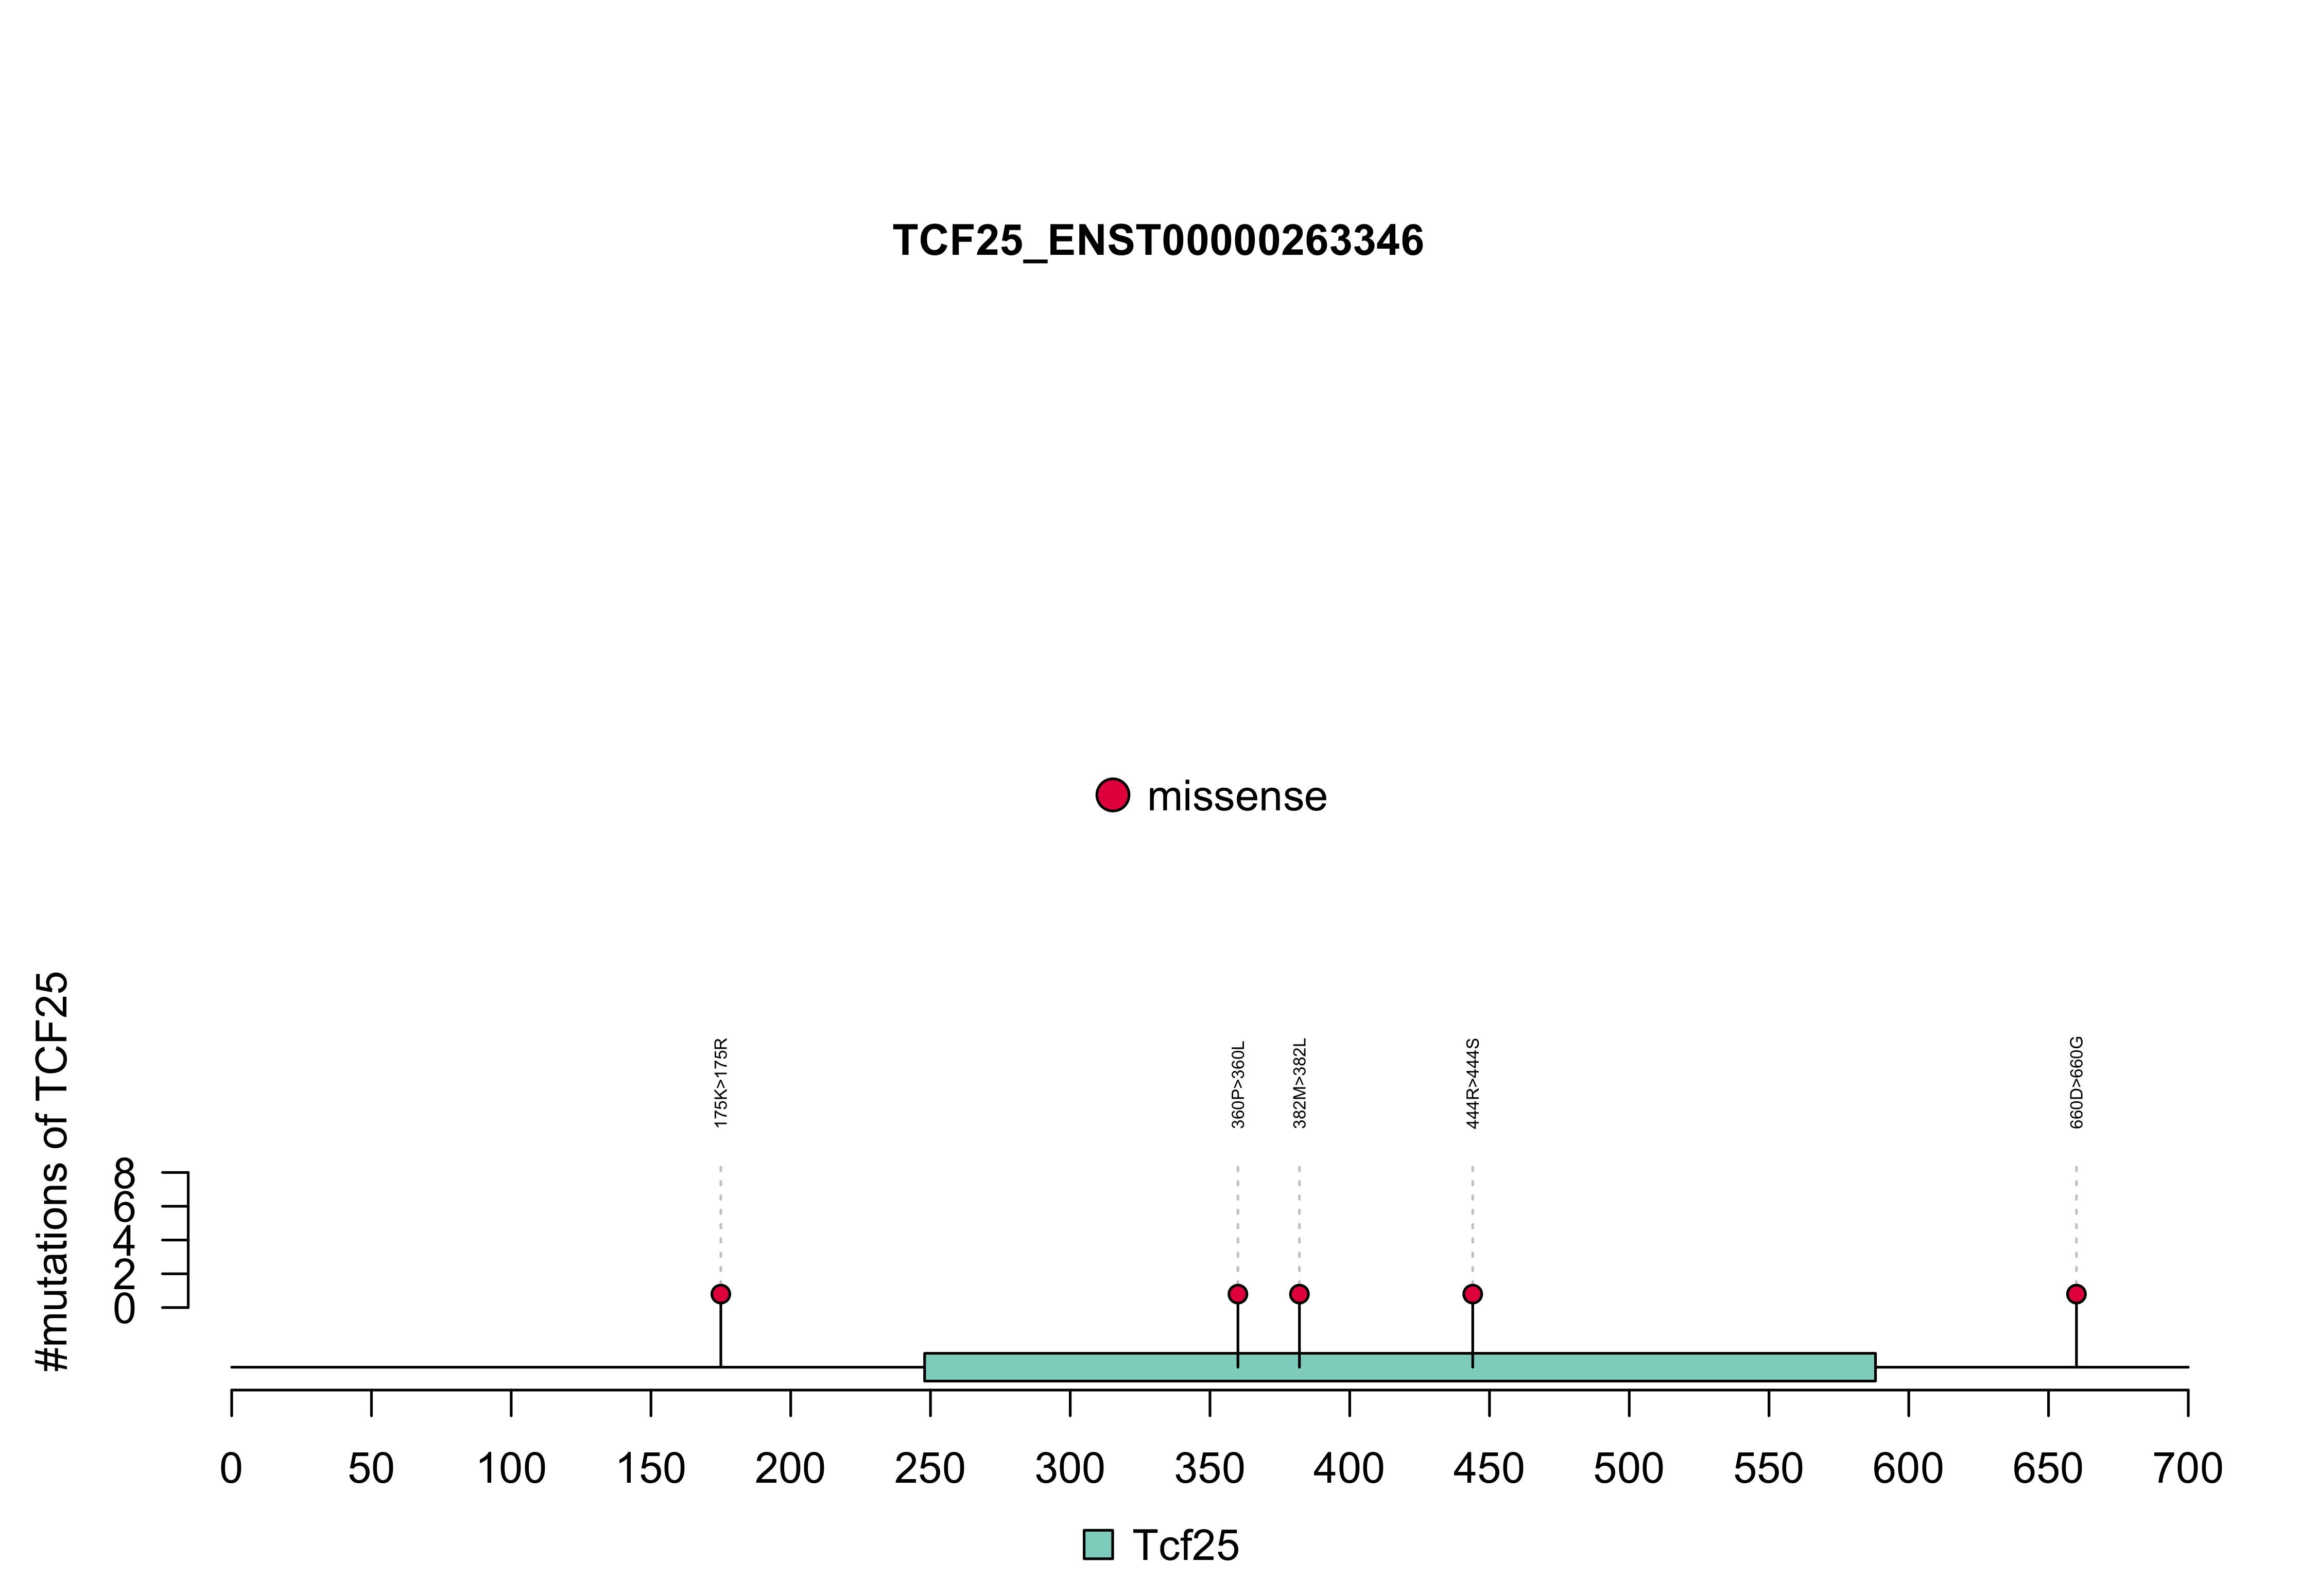 TCF25_ENST00000263346
missense
#mutations of TCF25
175K>175R
360P>360L
382M>382L
444R>444S
660D>660G
8
6
4
2
0
0 50 100 150 200 250 300 350 400 450 500 550 600 650 700
Tcf25